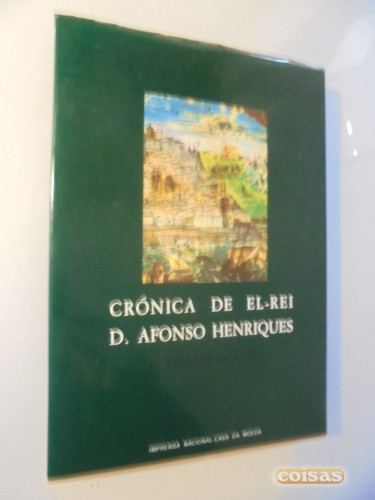 CRÓNICA DE EL-REI
D. AFONSO HENRIQUES
IMPRENSA NACIONAL-CASA DA MOEDA
coisas